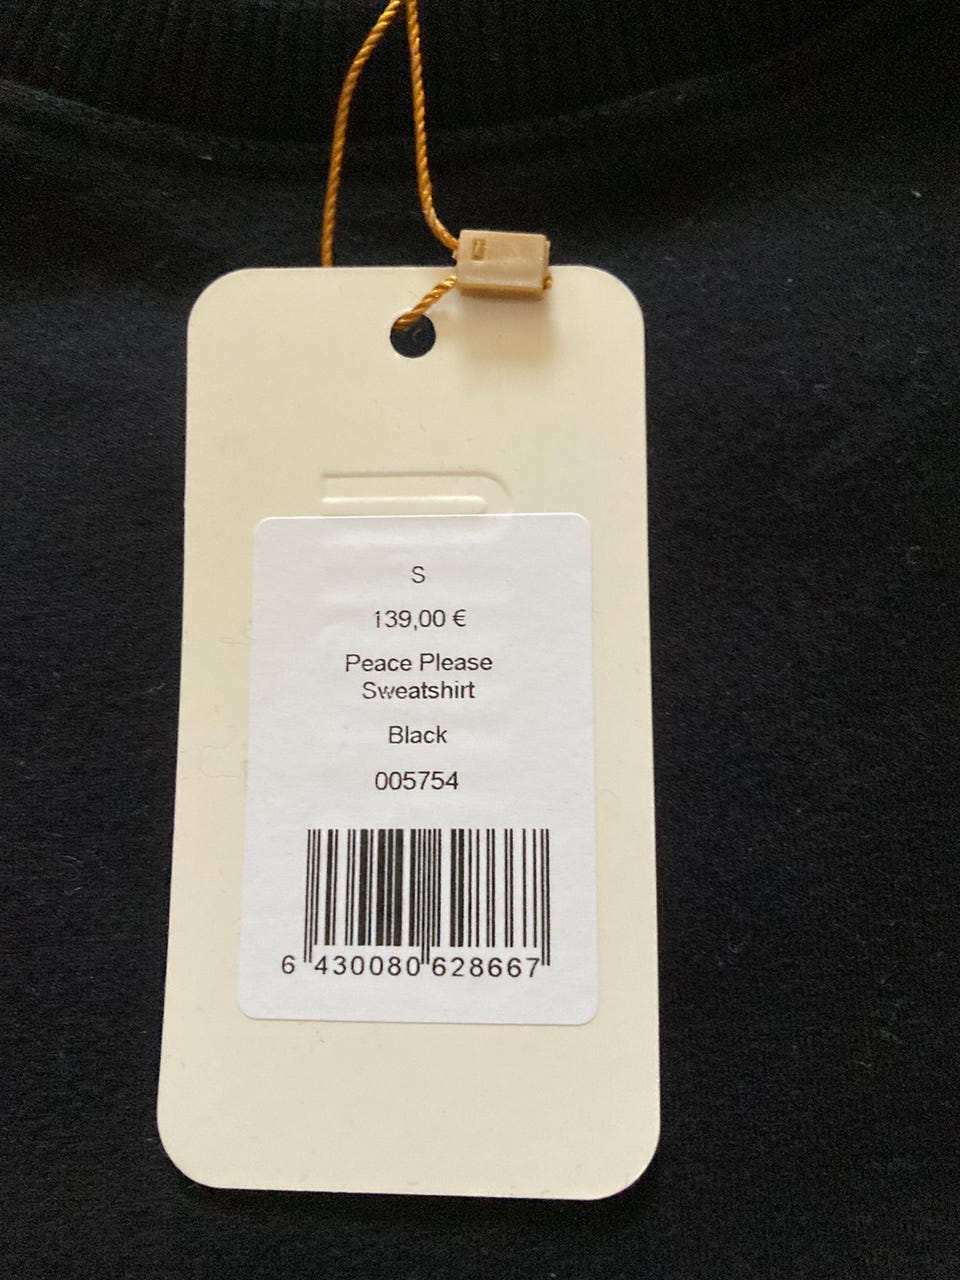 S
139,00 €
Peace Please
Sweatshirt
Black
005754
6 430080 628667